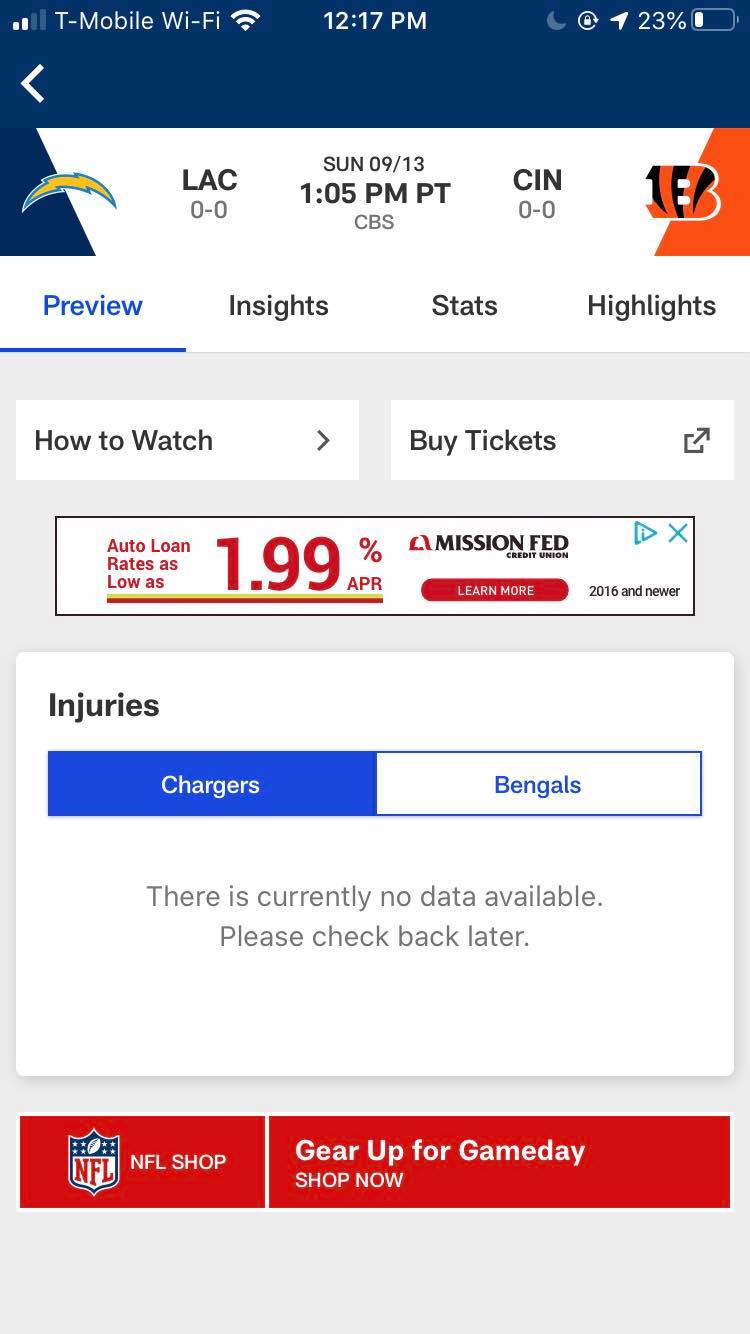 T-Mobile Wi-Fi 12:17 PM 23%
LAC 0-0
SUN 09/13
1:05 PM PT
CBS
CIN 0-0
B
Preview Insights Stats Highlights
How to Watch
Buy Tickets
Auto Loan
Rates as
Low as
1.99% APR
MISSION FED
CREDIT UNION
LEARN MORE
2016 and newer
Injuries
Chargers Bengals
There is currently no data available.
Please check back later.
NFL
NFL SHOP
Gear Up for Gameday
SHOP NOW